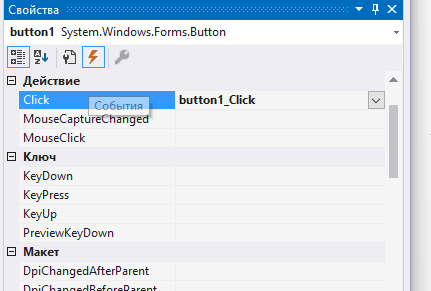 Свойства
button1 System.Windows.Forms.Button
Действие
Click button1_Click
События
MouseCaptureChanged
MouseClick
Ключ
KeyDown
KeyPress
KeyUp
PreviewKeyDown
Макет
DpiChangedAfterParent
DpiChangedBeforeParent